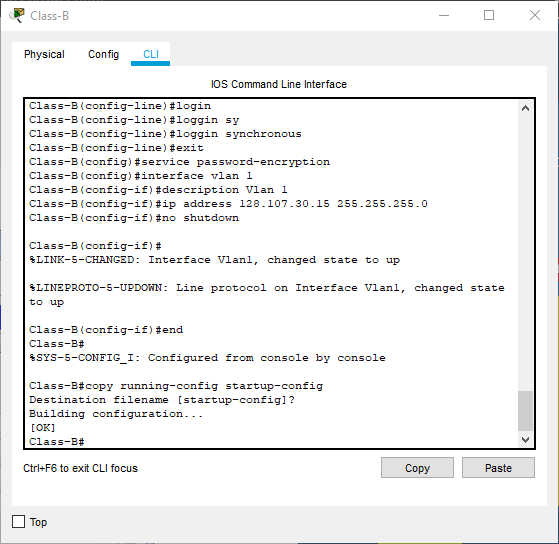 Class-B
Physical Config CLI
IOS Command Line Interface
Class-B(config-line)#login
Class-B(config-line)#loggin sy
Class-B(config-line)#loggin synchronous
Class-B(config-line)#exit
Class-B(config)#service password-encryption
Class-B(config)#interface vlan 1
Class-B(config-if)#description Vlan 1
Class-B(config-if)#ip address 128.107.30.15 255.255.255.0
Class-B(config-if)#no shutdown
Class-B(config-if)#
%LINK-5-CHANGED: Interface Vlan1, changed state to up
%LINEPROTO-5-UPDOWN: Line protocol on Interface Vlan1, changed state
to up
Class-B(config-if)#end
Class-B#
%SYS-5-CONFIG_I: Configured from console by console
Class-B#copy running-config startup-config
Destination filename [startup-config]?
Building configuration...
[OK]
Class-B#
Ctrl+F6 to exit CLI focus
Copy Paste
Top